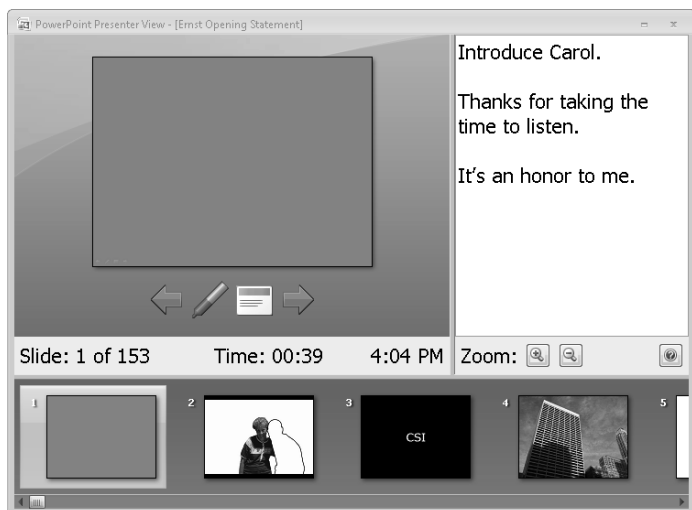 PowerPoint Presenter View - [Ernst Opening Statement]
Introduce Carol.
Thanks for taking the
time to listen.
It's an honor to me.
Slide: 1 of 153
Time: 00:39
4:04 PM
Zoom:
1
2
3
4
5
CSI